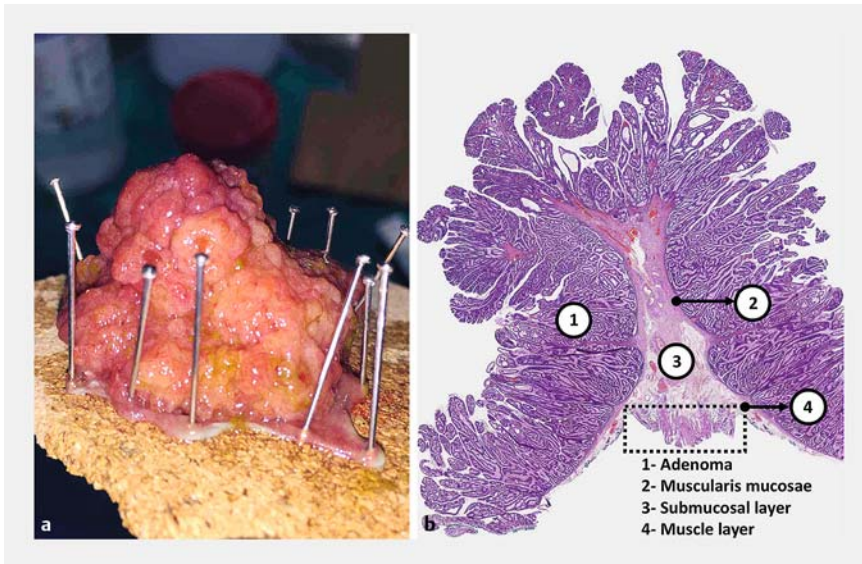 a
b
1
2
3
4
1- Adenoma
2- Muscularis mucosae
3- Submucosal layer
4- Muscle layer